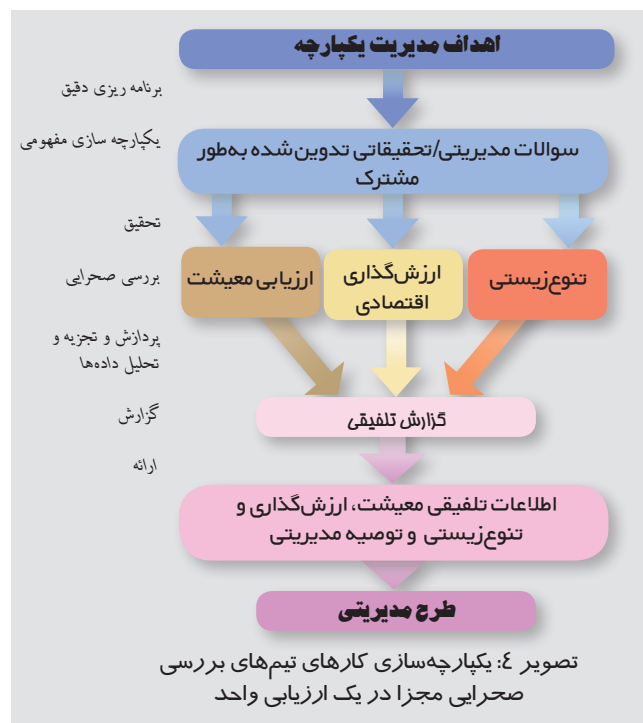 اهداف مدیریت یکپارچه
برنامه ریزی دقیق
یکپارچه سازی مفهومی
سوالات مدیریتی/تحقیقاتی تدوین‌شده به‌طور
مشترک
تحقیق
تنوع‌زیستی
ارزش‌گذاری
اقتصادی
ارزیابی معیشت
بررسی صحرایی
پردازش و تجزیه و
تحلیل داده‌ها
گزارش تلفیقی
گزارش
ارائه
اطلاعات تلفیقی معیشت، ارزش‌گذاری و
تنوع‌زیستی و توصیه مدیریتی
طرح مدیریتی
تصویر ٤: یکپارچه‌سازی کارهای تیم‌های بررسی
صحرایی مجزا در یک ارزیابی واحد